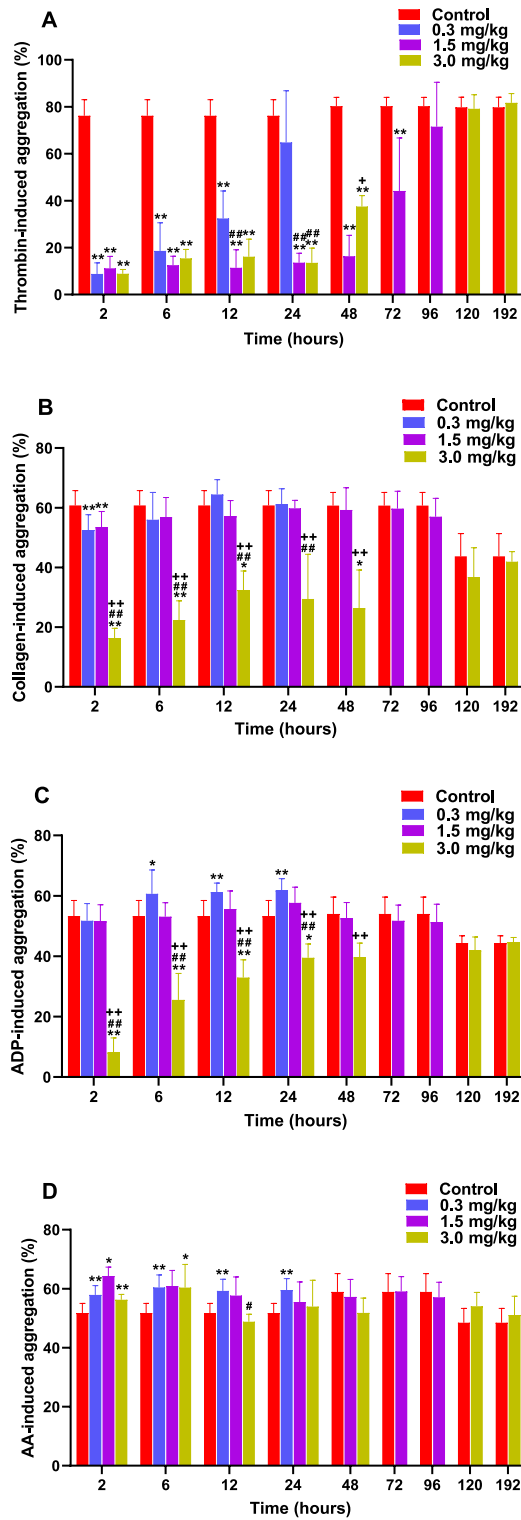 A
Control
0.3 mg/kg
1.5 mg/kg
3.0 mg/kg
Thrombin-induced aggregation (%)
100
80
60
40
20
0
** ** **
** ** **
** ## ** **
## ** ## **
** + **
**
2 6 12 24 48 72 96 120 192
Time (hours)
B
Control
0.3 mg/kg
1.5 mg/kg
3.0 mg/kg
Collagen-induced aggregation (%)
80
60
40
20
0
** ** ++ ## **
++ ## **
++ ## *
++ ##
++ *
2 6 12 24 48 72 96 120 192
Time (hours)
C
Control
0.3 mg/kg
1.5 mg/kg
3.0 mg/kg
ADP-induced aggregation (%)
80
60
40
20
0
++ ## **
* ++ ## **
** ++ ## **
** ++ ## *
++
2 6 12 24 48 72 96 120 192
Time (hours)
D
Control
0.3 mg/kg
1.5 mg/kg
3.0 mg/kg
AA-induced aggregation (%)
80
60
40
20
0
** * **
** *
** #
**
2 6 12 24 48 72 96 120 192
Time (hours)